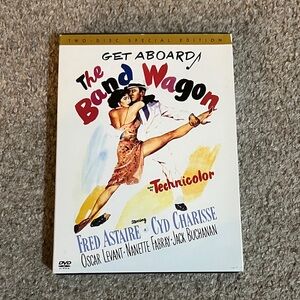 TWO-DISC SPECIAL EDITION
GET ABOARD
The
Band Wagon
Technicolor
Starring
FRED ASTAIRE · CYD CHARISSE
OSCAR LEVANT · NANETTE FABRAY · JACK BUCHANAN
DVD